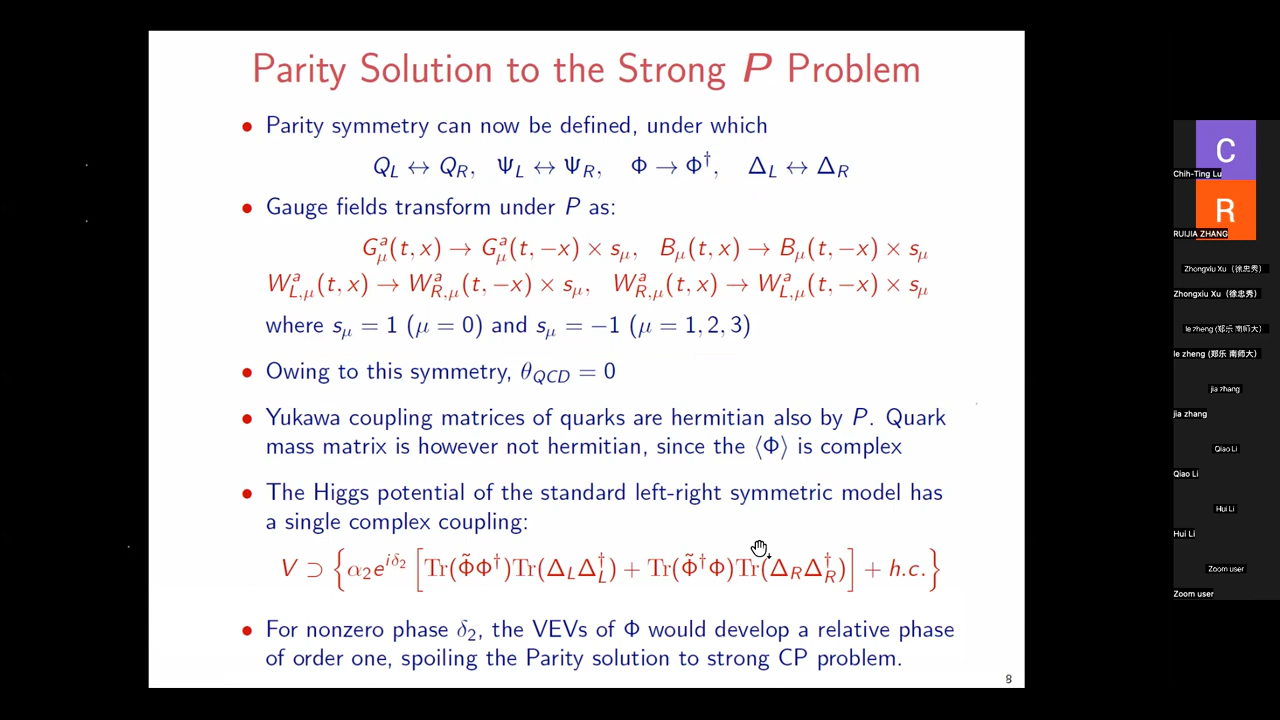 Parity Solution to the Strong P Problem
• Parity symmetry can now be defined, under which
Q_L ↔ Q_R, Ψ_L ↔ Ψ_R, Φ → Φ†, Δ_L ↔ Δ_R
• Gauge fields transform under P as:
G^a_μ(t, x) → G^a_μ(t, −x) × s_μ, B_μ(t, x) → B_μ(t, −x) × s_μ
W^a_{L,μ}(t, x) → W^a_{R,μ}(t, −x) × s_μ, W^a_{R,μ}(t, x) → W^a_{L,μ}(t, −x) × s_μ
where s_μ = 1 (μ = 0) and s_μ = −1 (μ = 1, 2, 3)
• Owing to this symmetry, θ_{QCD} = 0
• Yukawa coupling matrices of quarks are hermitian also by P. Quark
mass matrix is however not hermitian, since the ⟨Φ⟩ is complex
• The Higgs potential of the standard left-right symmetric model has
a single complex coupling:
V ⊃ {α_2 e^{iδ_2} [Tr(Φ̃Φ†)Tr(Δ_L Δ_L†) + Tr(Φ̃†Φ)Tr(Δ_R Δ_R†)] + h.c.}
• For nonzero phase δ_2, the VEVs of Φ would develop a relative phase
of order one, spoiling the Parity solution to strong CP problem.
8
C
Chih-Ting Lu
R
RUIJIA ZHANG
Zhongxiu Xu（徐忠秀）
Zhongxiu Xu（徐忠秀）
le zheng (郑乐 南师大)
le zheng (郑乐 南师大)
jia zhang
jia zhang
Qiao Li
Qiao Li
Hui Li
Hui Li
Zoom user
Zoom user